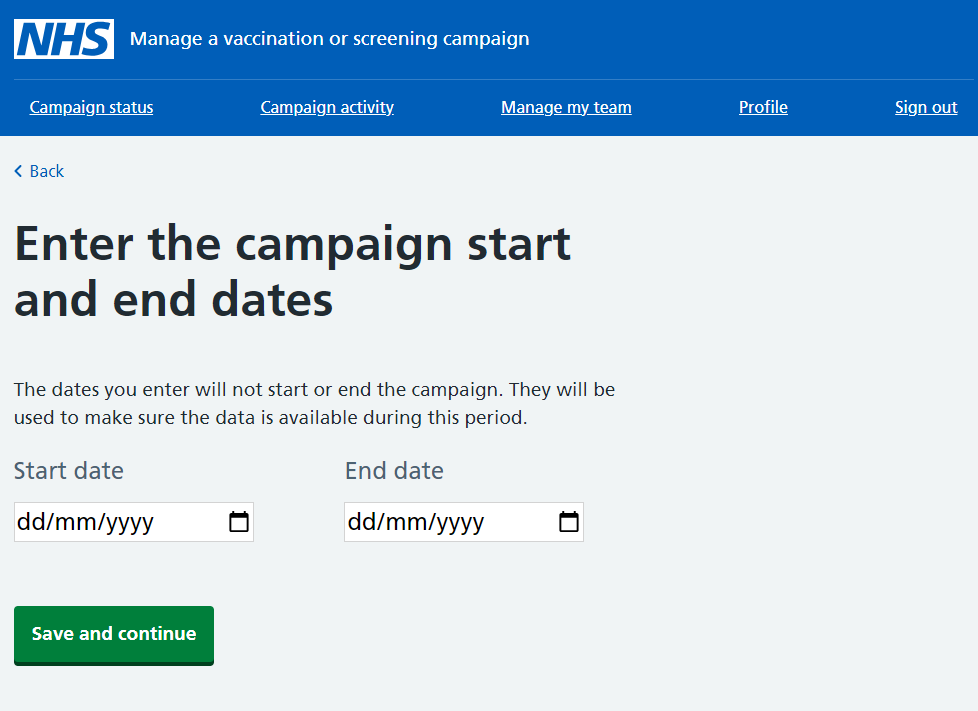 NHS Manage a vaccination or screening campaign
Campaign status Campaign activity Manage my team Profile Sign out
Back
Enter the campaign start
and end dates
The dates you enter will not start or end the campaign. They will be
used to make sure the data is available during this period.
Start date End date
dd/mm/yyyy dd/mm/yyyy
Save and continue